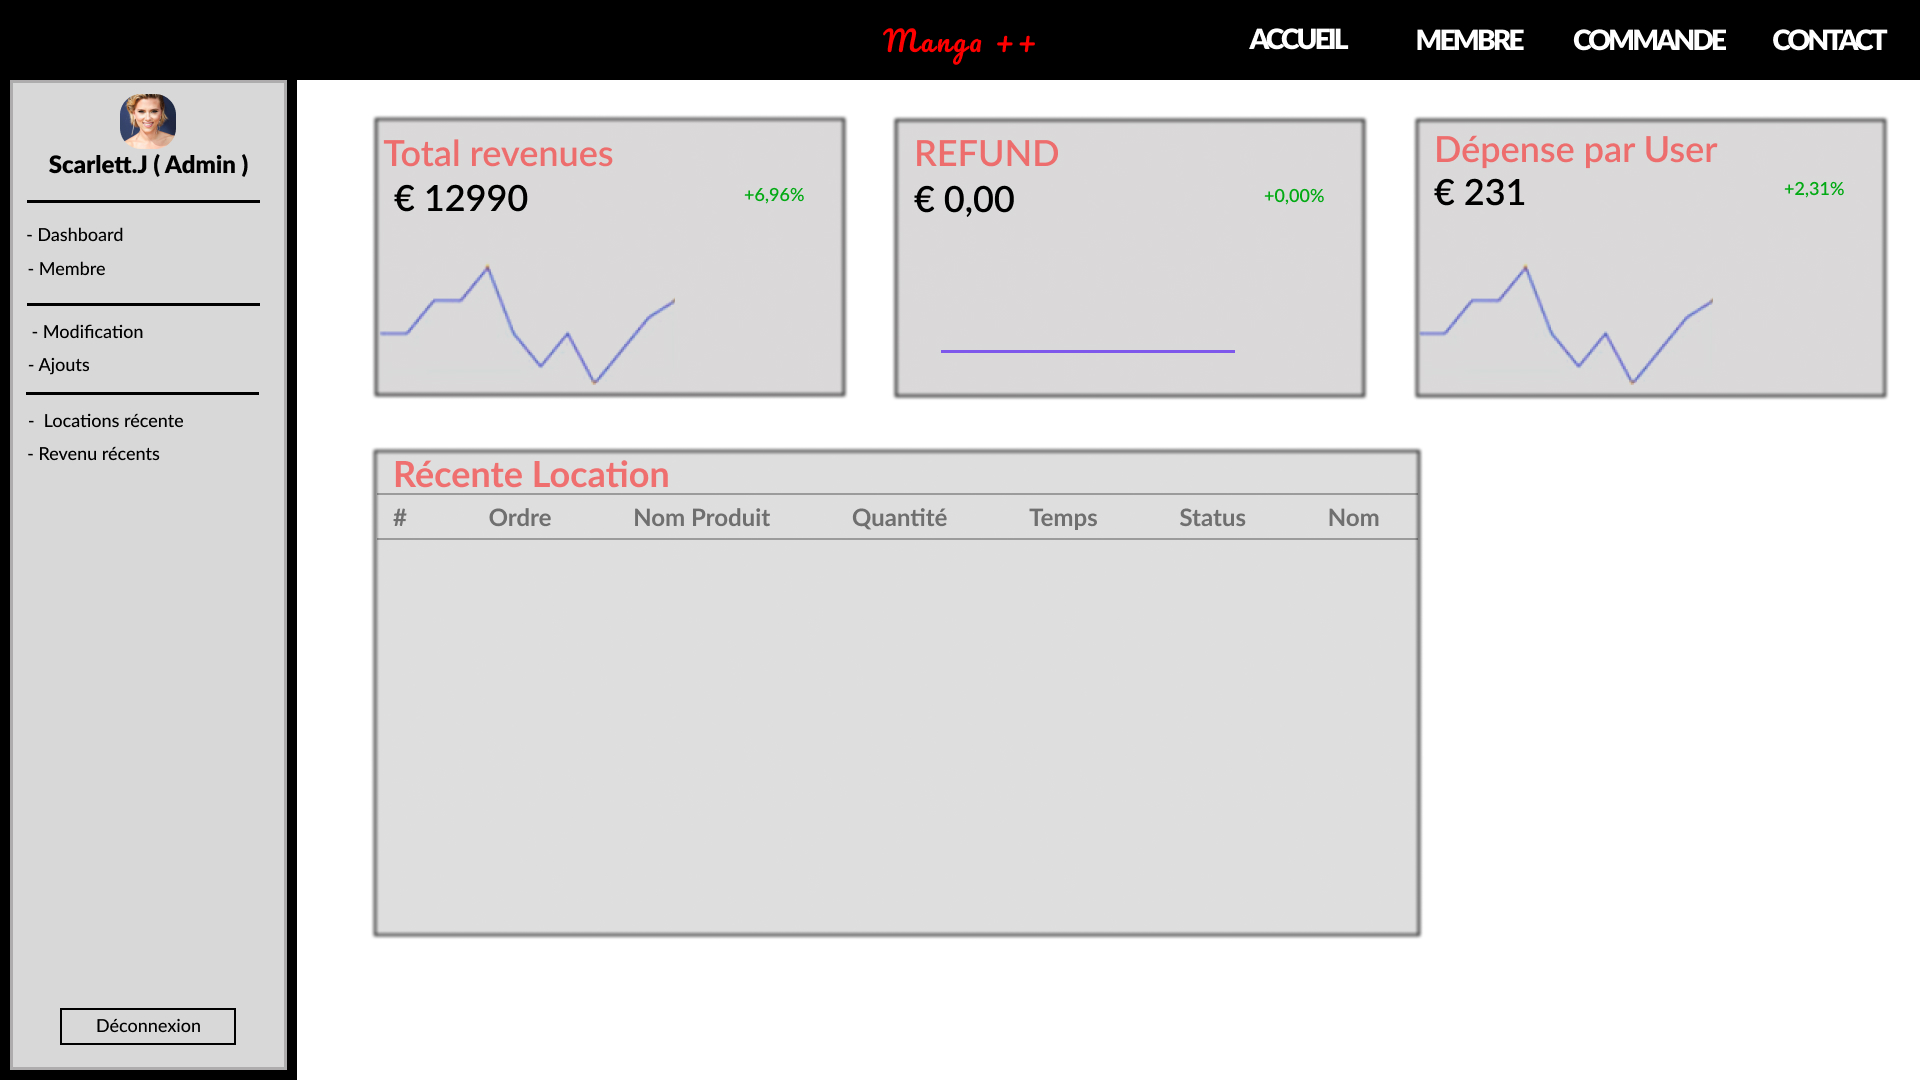 Manga ++
ACCUEIL MEMBRE COMMANDE CONTACT
Scarlett.J ( Admin )
- Dashboard
- Membre
- Modification
- Ajouts
- Locations récente
- Revenu récents
Déconnexion
Total revenues
€ 12990 +6,96%
REFUND
€ 0,00 +0,00%
Dépense par User
€ 231 +2,31%
Récente Location
# Ordre Nom Produit Quantité Temps Status Nom